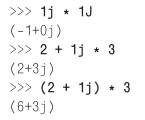 >>> 1j * 1J
(-1+0j)
>>> 2 + 1j * 3
(2+3j)
>>> (2 + 1j) * 3
(6+3j)